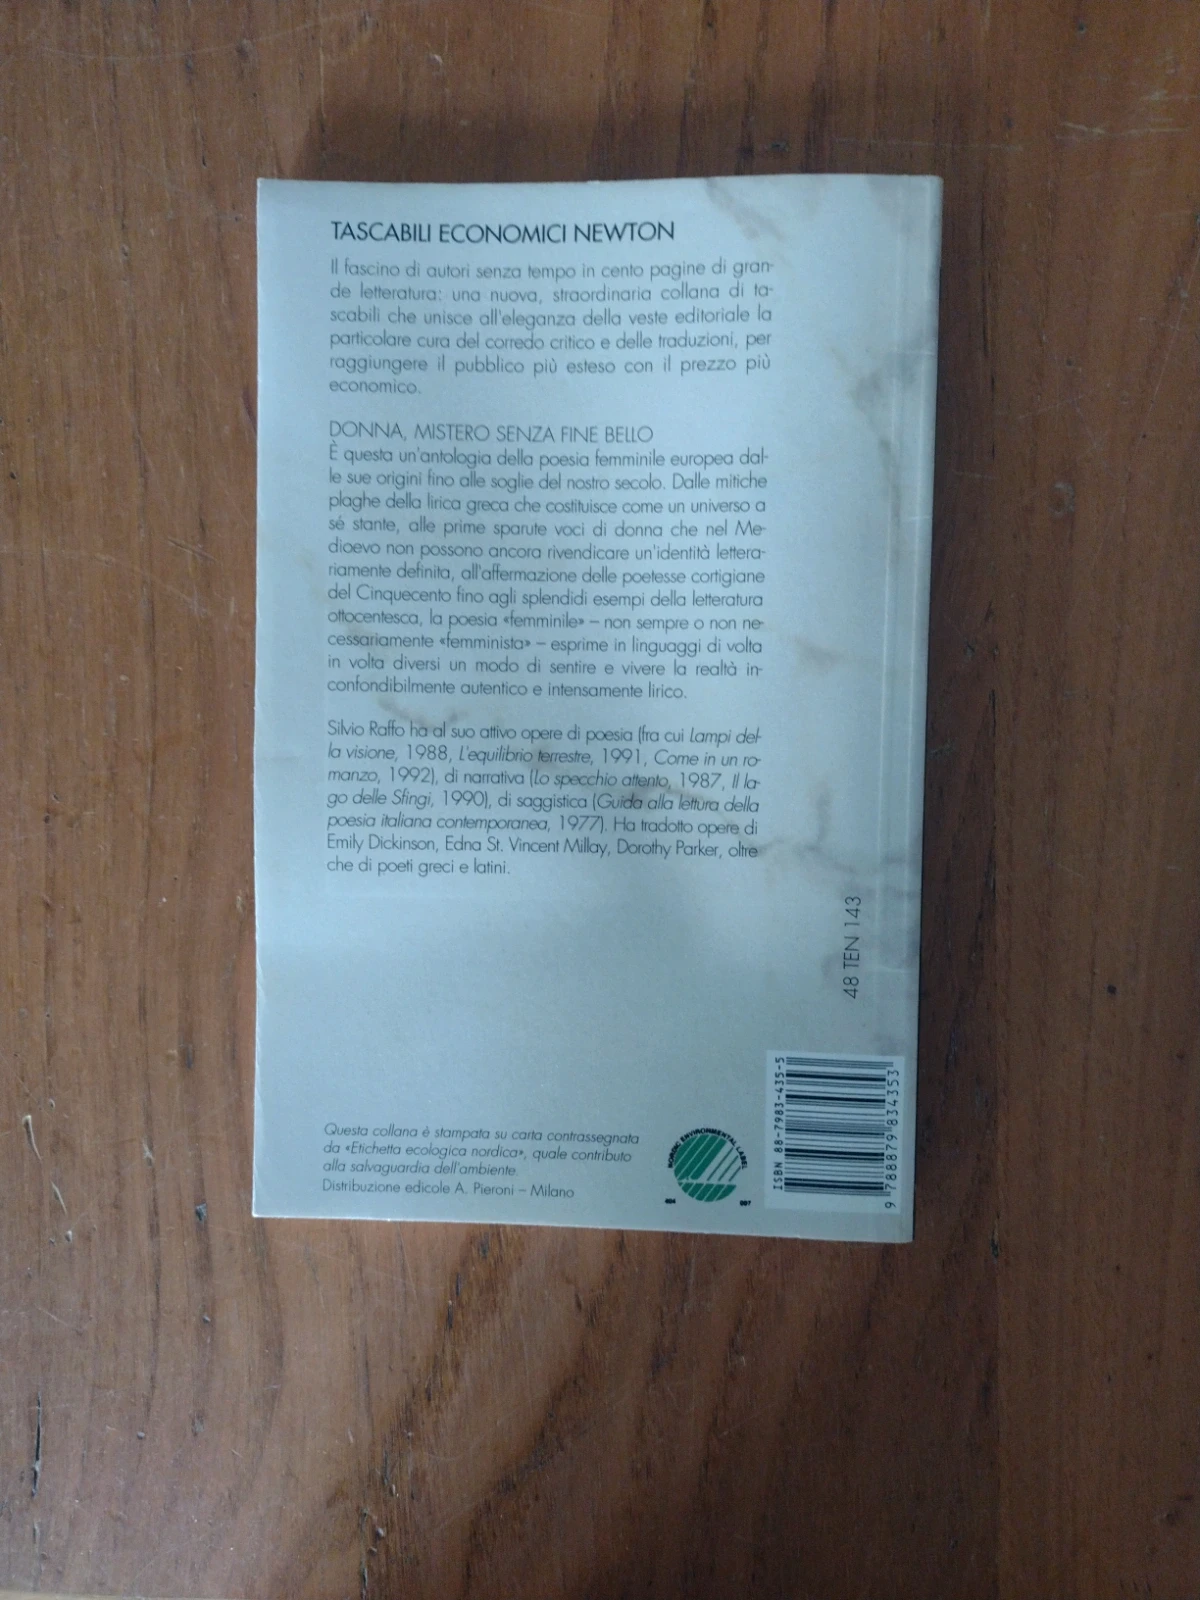 TASCABILI ECONOMICI NEWTON
Il fascino di autori senza tempo in cento pagine di gran-
de letteratura: una nuova, straordinaria collana di ta-
scabili che unisce all'eleganza della veste editoriale la
particolare cura del corredo critico e delle traduzioni, per
raggiungere il pubblico più esteso con il prezzo più
economico.
DONNA, MISTERO SENZA FINE BELLO
È questa un'antologia della poesia femminile europea dal-
le sue origini fino alle soglie del nostro secolo. Dalle mitiche
plaghe della lirica greca che costituisce come un universo a
sé stante, alle prime sparute voci di donna che nel Me-
dioevo non possono ancora rivendicare un'identità lettera-
riamente definita, all'affermazione delle poetesse cortigiane
del Cinquecento fino agli splendidi esempi della letteratura
ottocentesca, la poesia «femminile» – non sempre o non ne-
cessariamente «femminista» – esprime in linguaggi di volta
in volta diversi un modo di sentire e vivere la realtà in-
confondibilmente autentico e intensamente lirico.
Silvio Raffo ha al suo attivo opere di poesia (fra cui Lampi del-
la visione, 1988, L'equilibrio terrestre, 1991, Come in un ro-
manzo, 1992), di narrativa (Lo specchio attento, 1987, Il la-
go delle Sfingi, 1990), di saggistica (Guida alla lettura della
poesia italiana contemporanea, 1977). Ha tradotto opere di
Emily Dickinson, Edna St. Vincent Millay, Dorothy Parker, oltre
che di poeti greci e latini.
48 TEN 143
Questa collana è stampata su carta contrassegnata
da «Etichetta ecologica nordica», quale contributo
alla salvaguardia dell'ambiente.
Distribuzione edicole A. Pieroni – Milano
NORDIC ENVIRONMENTAL LABEL
ISBN 88-7983-435-5
9 788879 834353